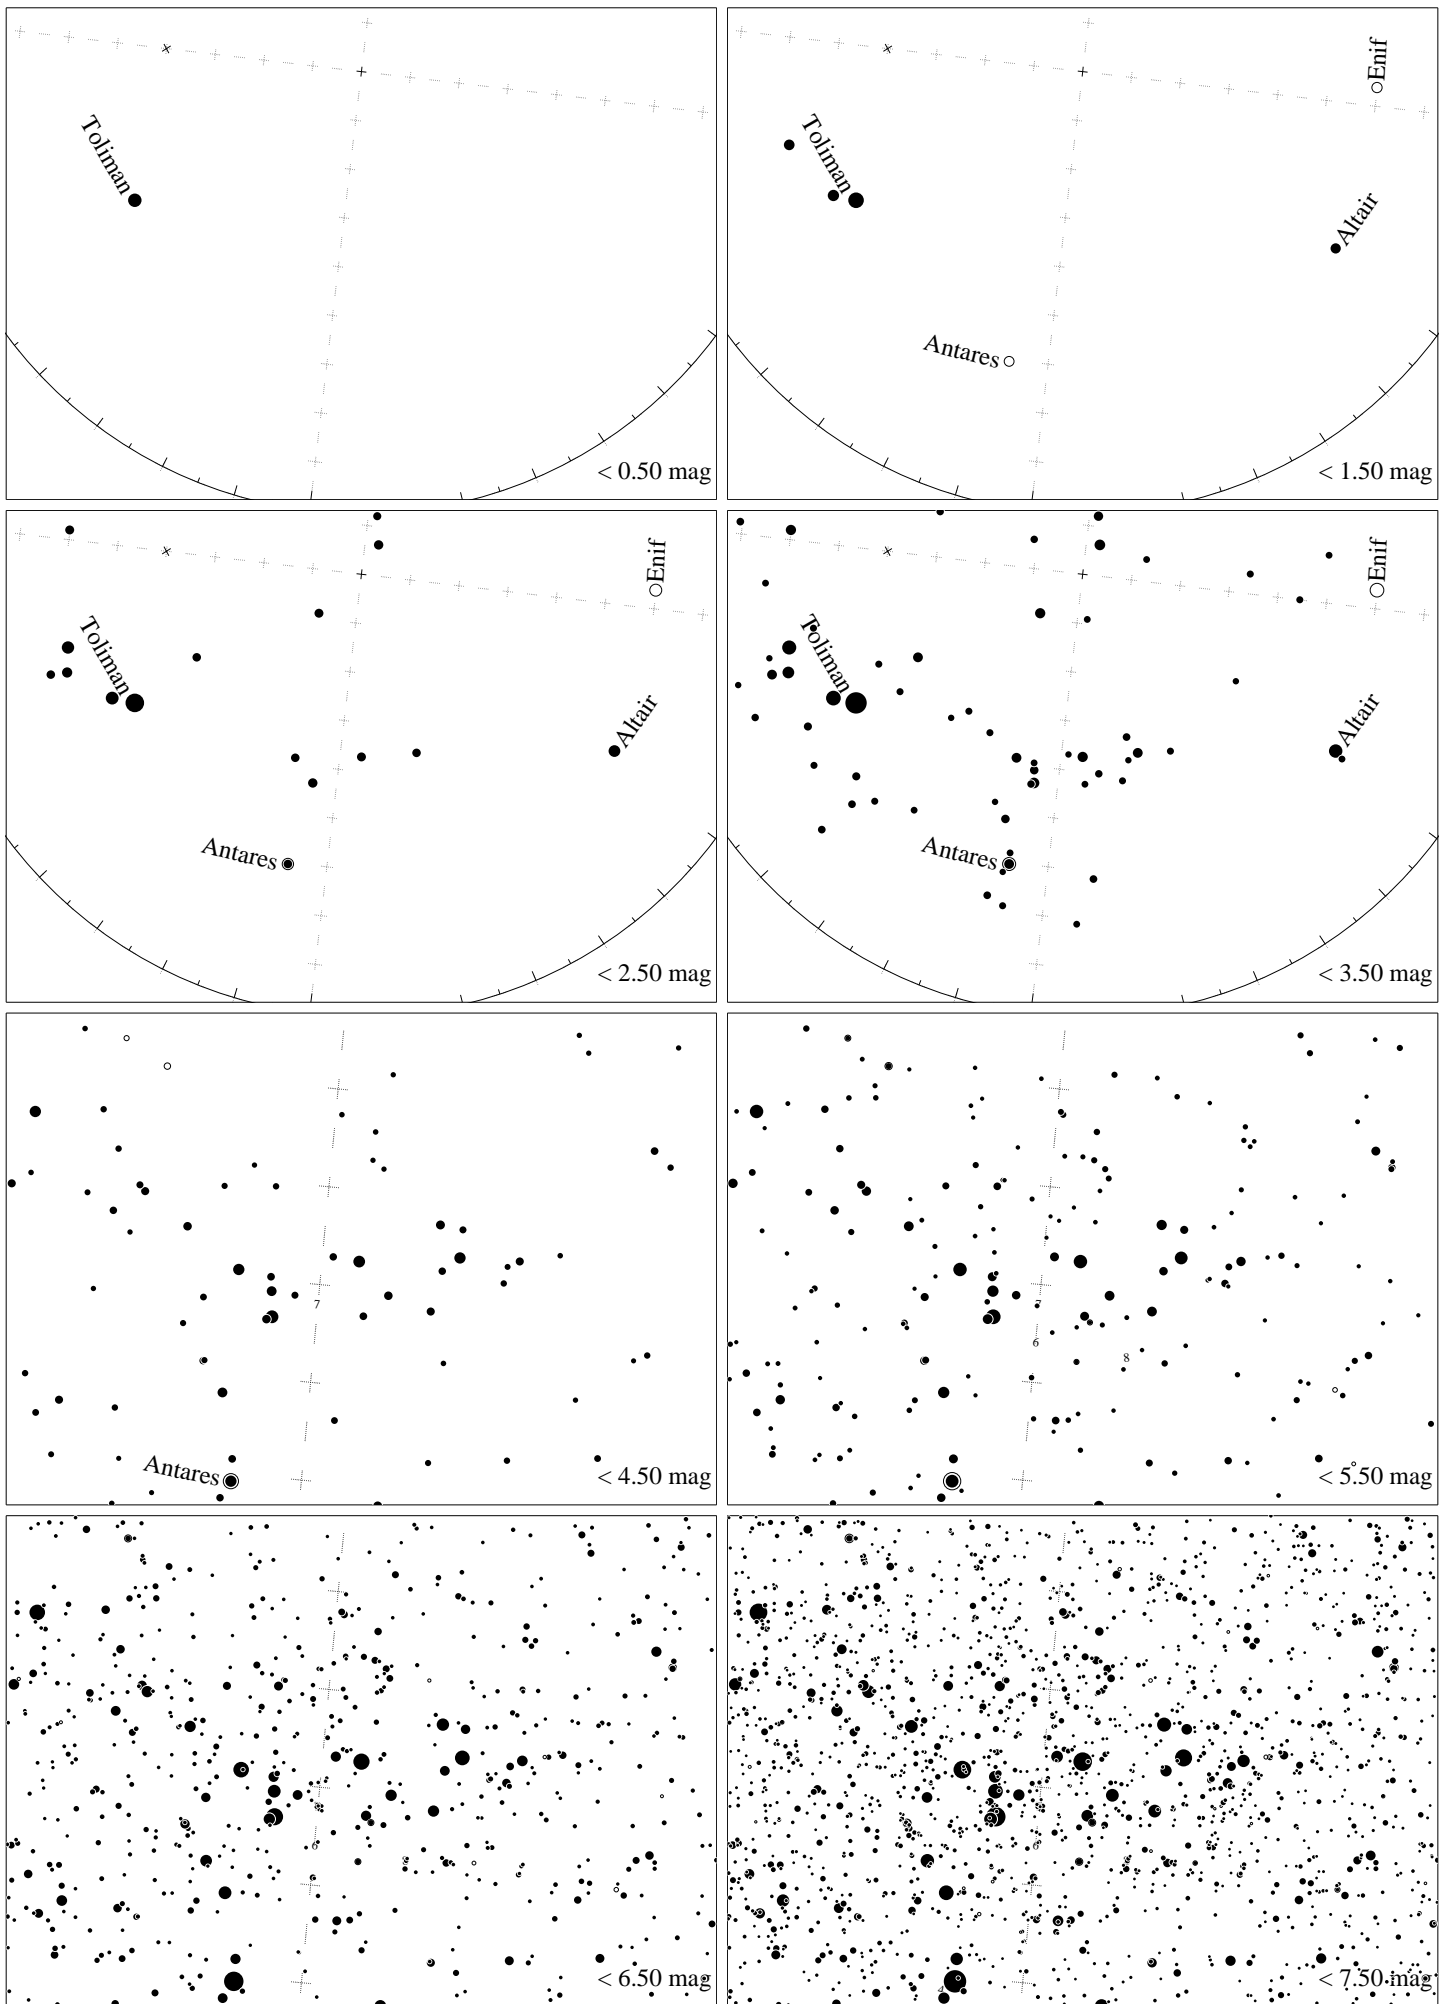 Toliman
< 0.50 mag
Enif
Toliman
Altair
Antares
< 1.50 mag
Enif
Toliman
Altair
Antares
< 2.50 mag
Enif
Toliman
Altair
Antares
< 3.50 mag
7
Antares
< 4.50 mag
7
6
8
< 5.50 mag
6
< 6.50 mag
6
< 7.50 mag